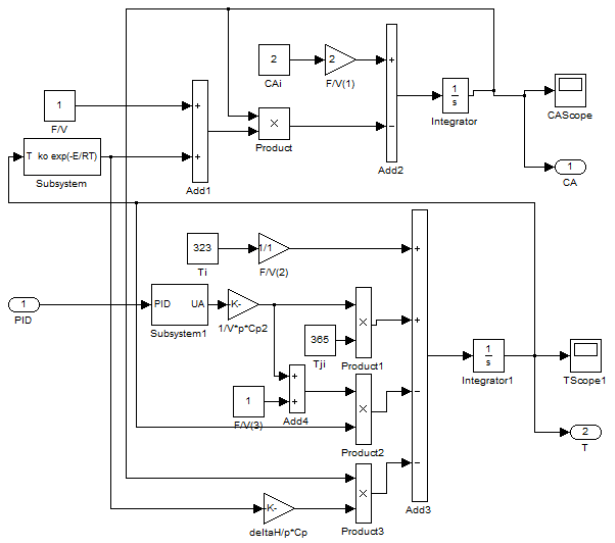 2
CAi
2
F/V(1)
+
−
Add2
1
s
Integrator
CAScope
1
CA
1
F/V
+
+
Add1
×
Product
T ko exp(-E/RT)
Subsystem
323
Ti
1/1
F/V(2)
+
+
−
−
Add3
1
PID
PID UA
Subsystem1
-K-
1/V*p*Cp2
365
Tji
×
Product1
1
s
Integrator1
TScope1
2
T
1
F/V(3)
+
+
Add4
×
Product2
-K-
deltaH/p*Cp
×
Product3